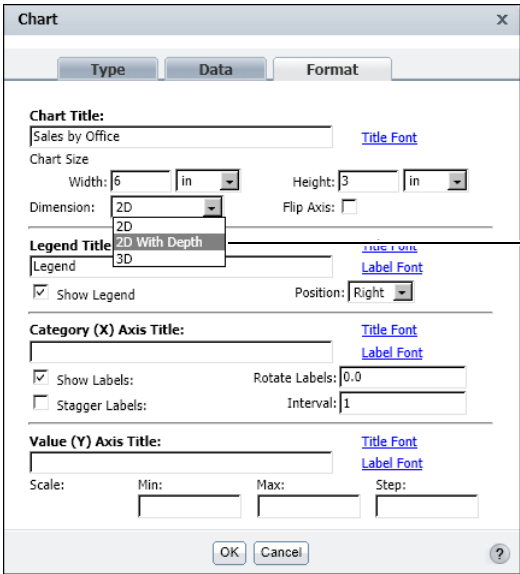 Chart x
Type Data Format
Chart Title:
Sales by Office Title Font
Chart Size
Width: 6 in Height: 3 in
Dimension: 2D Flip Axis:
2D
Legend Title 2D With Depth Title Font
3D
Legend Label Font
Show Legend Position: Right
Category (X) Axis Title: Title Font
Label Font
Show Labels: Rotate Labels: 0.0
Stagger Labels: Interval: 1
Value (Y) Axis Title: Title Font
Label Font
Scale: Min: Max: Step:
OK Cancel ?